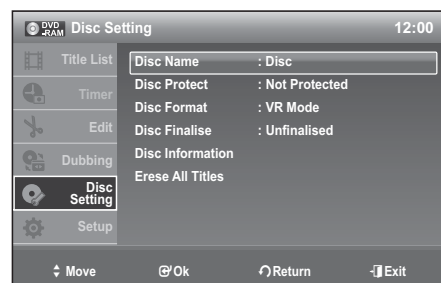 DVD-RAM Disc Setting 12:00
Title List
Timer
Edit
Dubbing
Disc Setting
Setup
Disc Name : Disc
Disc Protect : Not Protected
Disc Format : VR Mode
Disc Finalise : Unfinalised
Disc Information
Erese All Titles
Move Ok Return Exit